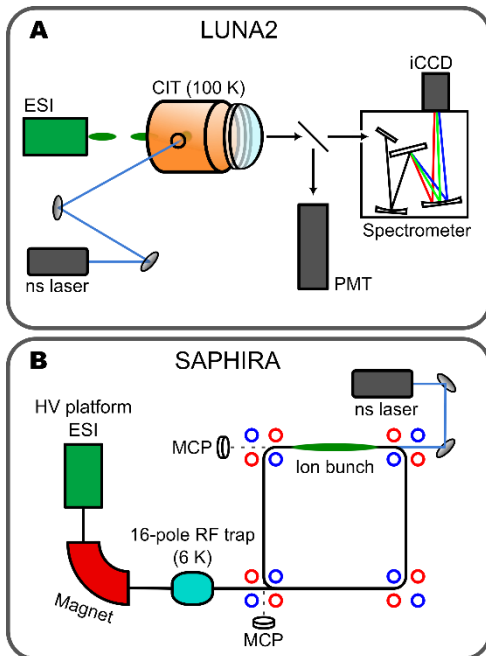 A
LUNA2
iCCD
CIT (100 K)
ESI
Spectrometer
ns laser
PMT
B
SAPHIRA
HV platform
ESI
ns laser
MCP
Ion bunch
16-pole RF trap
(6 K)
Magnet
MCP